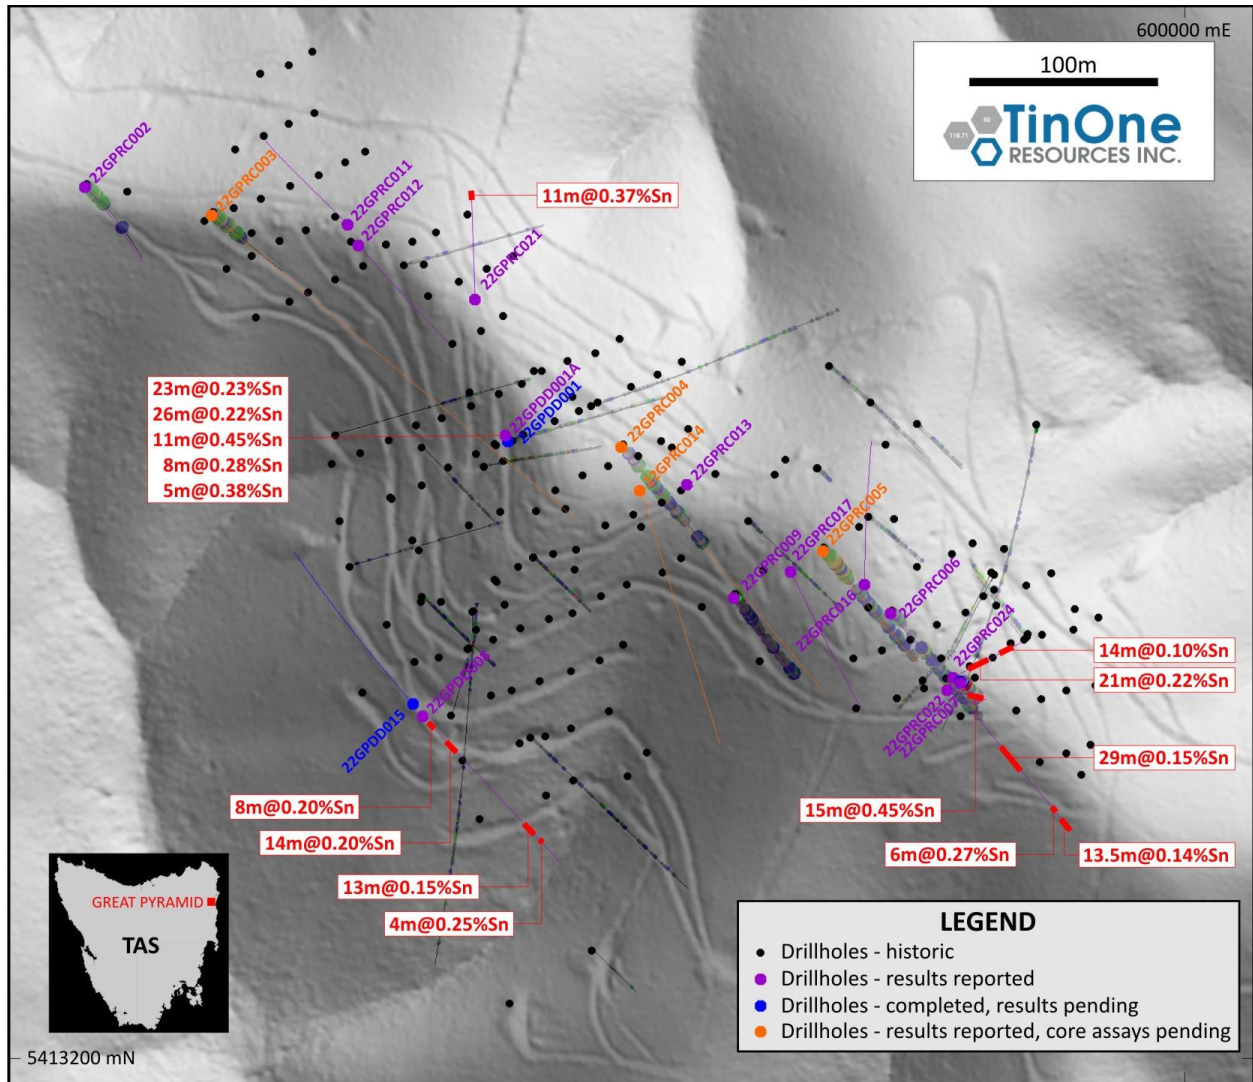 600000 mE
100m
TinOne
RESOURCES INC.
118.71
50
22GPRC002
22GPRC003
22GPRC011
22GPRC012
22GPRC021
11m@0.37%Sn
23m@0.23%Sn
26m@0.22%Sn
11m@0.45%Sn
8m@0.28%Sn
5m@0.38%Sn
22GPDD001A
22GPDD001
22GPRC004
22GPRC014
22GPRC013
22GPRC009
22GPRC017
22GPRC005
22GPRC016
22GPRC006
22GPRC024
22GPRC022
14m@0.10%Sn
21m@0.22%Sn
29m@0.15%Sn
15m@0.45%Sn
6m@0.27%Sn
13.5m@0.14%Sn
22GPDD015
8m@0.20%Sn
14m@0.20%Sn
13m@0.15%Sn
4m@0.25%Sn
GREAT PYRAMID
TAS
LEGEND
Drillholes - historic
Drillholes - results reported
Drillholes - completed, results pending
Drillholes - results reported, core assays pending
5413200 mN